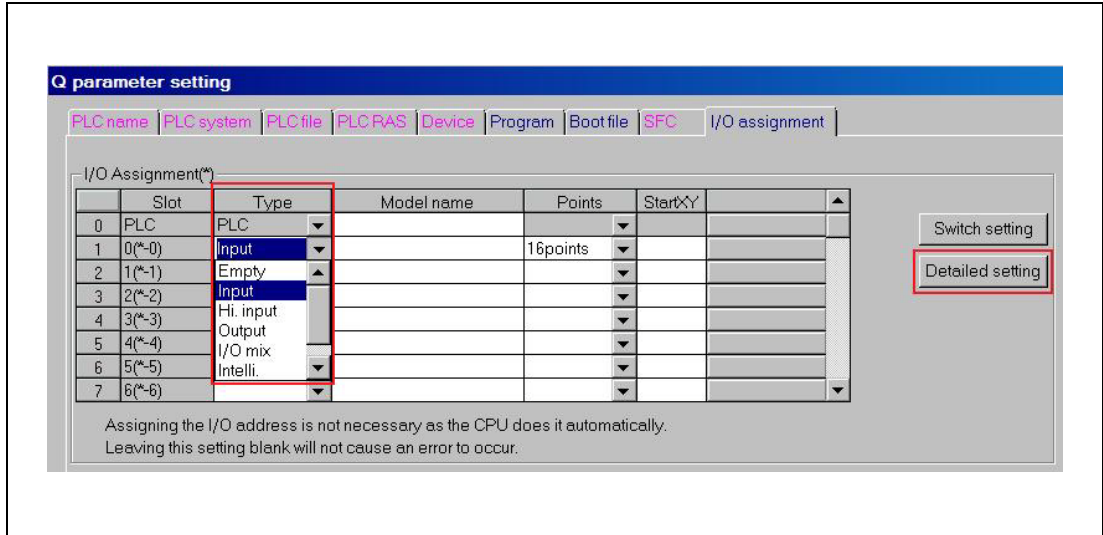 Q parameter setting
PLC name PLC system PLC file PLC RAS Device Program Boot file SFC I/O assignment
I/O Assignment(*)
Slot Type Model name Points StartXY
0 PLC PLC
1 0(*-0) Input 16points
2 1(*-1) Empty
3 2(*-2) Input
Hi. input
4 3(*-3)
Output
5 4(*-4) I/O mix
6 5(*-5) Intelli.
7 6(*-6)
Switch setting
Detailed setting
Assigning the I/O address is not necessary as the CPU does it automatically.
Leaving this setting blank will not cause an error to occur.